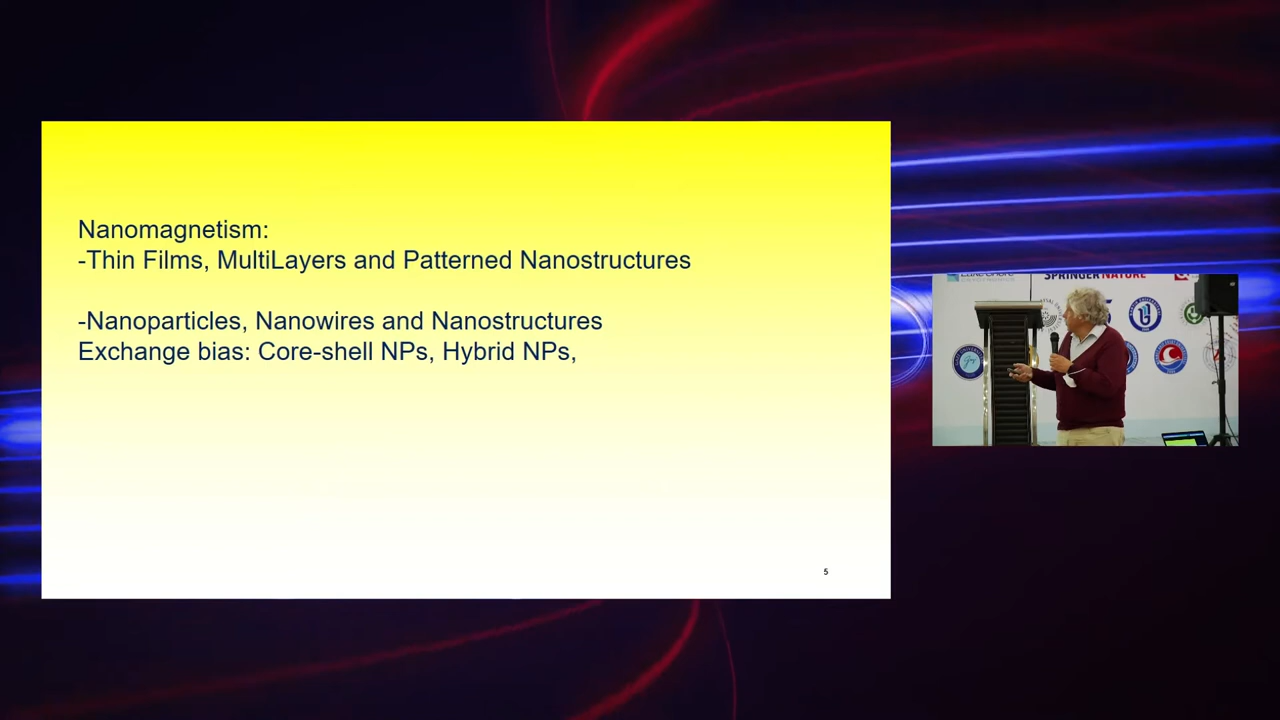 Nanomagnetism:
-Thin Films, MultiLayers and Patterned Nanostructures
-Nanoparticles, Nanowires and Nanostructures
Exchange bias: Core-shell NPs, Hybrid NPs,
5
SPRINGER NATURE